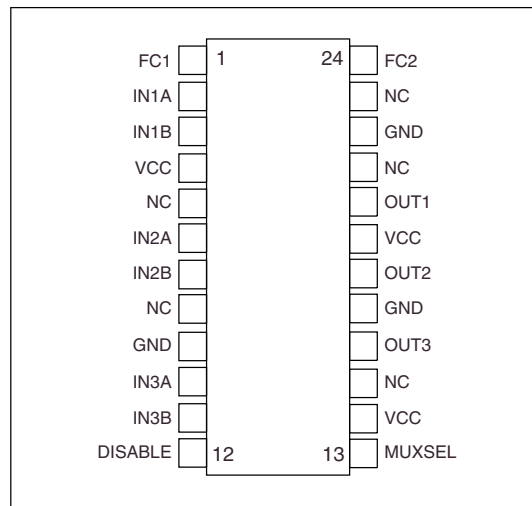 FC1 1 24 FC2
IN1A NC
IN1B GND
VCC NC
NC OUT1
IN2A VCC
IN2B OUT2
NC GND
GND OUT3
IN3A NC
IN3B VCC
DISABLE 12 13 MUXSEL